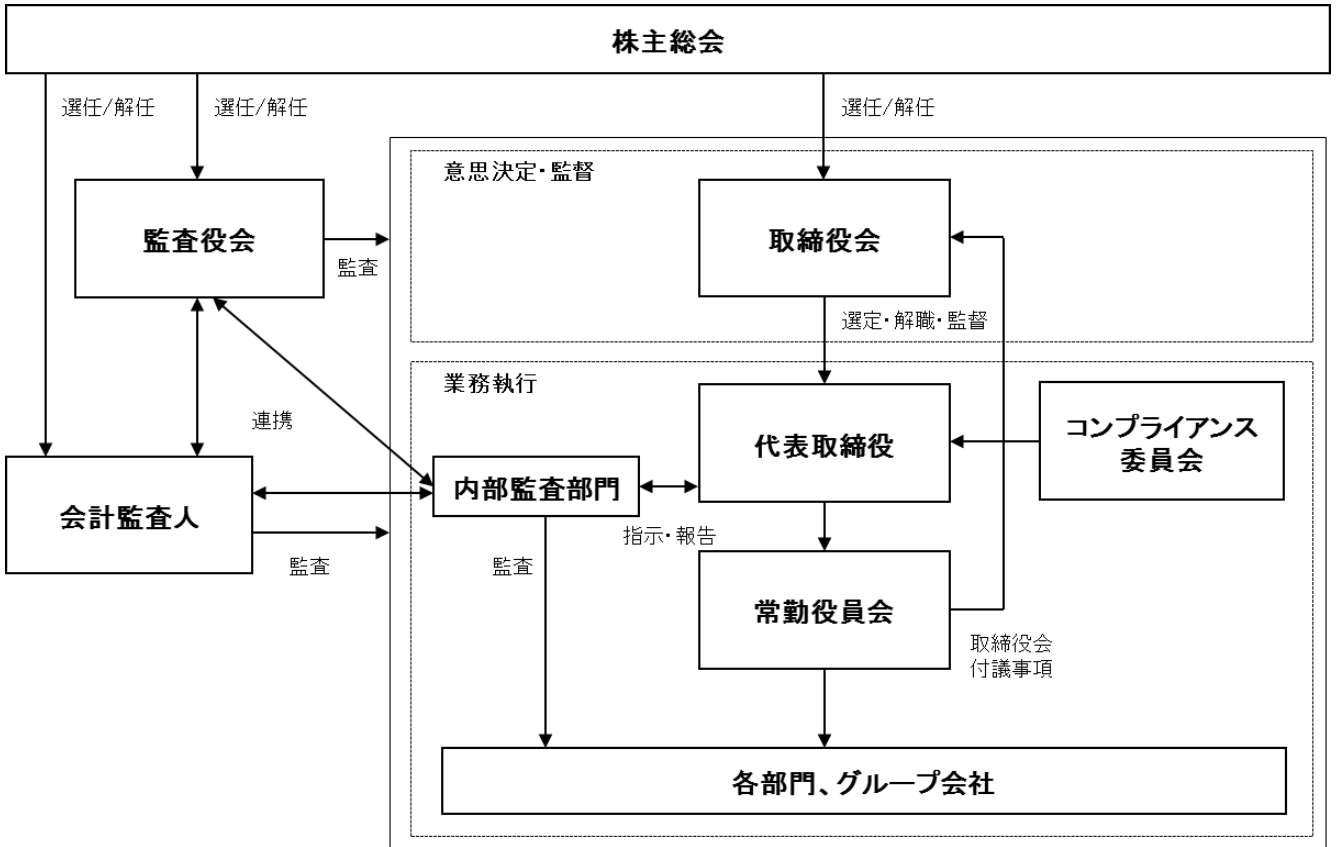 株主総会
選任/解任
選任/解任
選任/解任
意思決定・監督
監査役会
取締役会
監査
選定・解職・監督
業務執行
代表取締役
コンプライアンス
委員会
連携
内部監査部門
会計監査人
指示・報告
監査
監査
常勤役員会
取締役会
付議事項
各部門、グループ会社